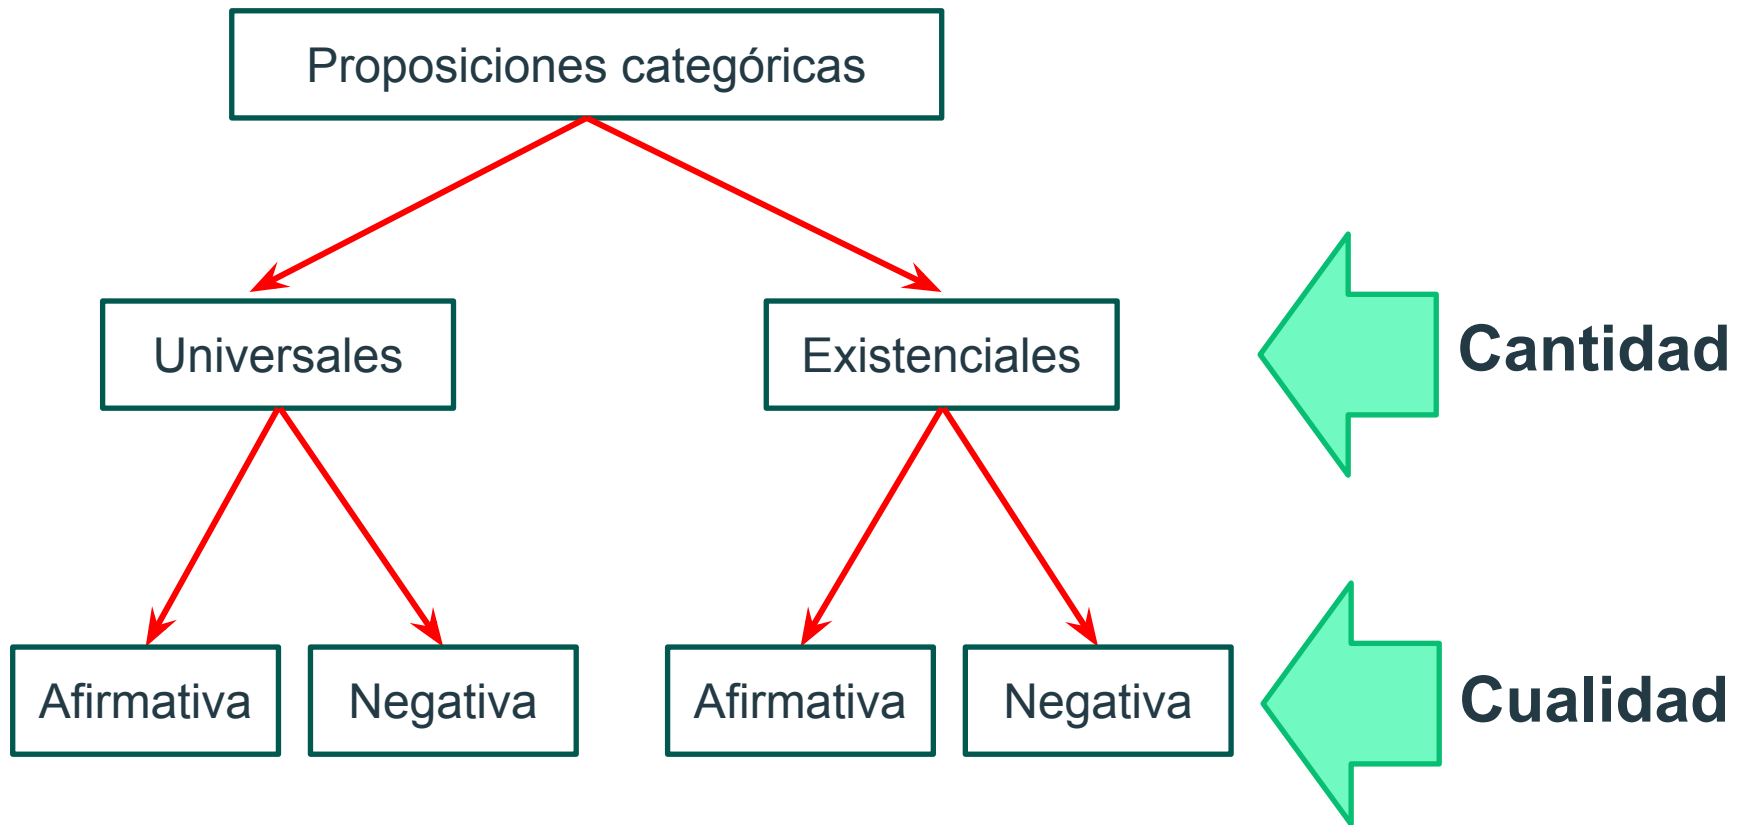 Proposiciones categóricas
Universales
Existenciales
Cantidad
Afirmativa
Negativa
Afirmativa
Negativa
Cualidad